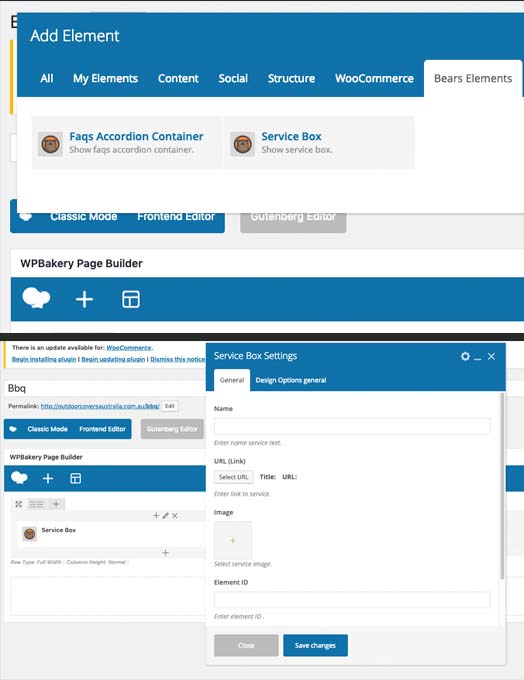 Add Element
All My Elements Content Social Structure WooCommerce Bears Elements
Faqs Accordion Container
Show faqs accordion container.
Service Box
Show service box.
Classic Mode Frontend Editor Gutenberg Editor
WPBakery Page Builder
There is an update available for: WooCommerce.
Begin installing plugin | Begin updating plugin | Dismiss this notice
Bbq
Permalink: http://outdoorcoversaustralia.com.au/bbq/ Edit
Classic Mode Frontend Editor Gutenberg Editor
WPBakery Page Builder
Service Box
Row Type: Full Width : Columns Height: Normel :
Service Box Settings
General Design Options general
Name
Enter name service text.
URL (Link)
Select URL Title: URL:
Enter link to service.
Image
Select service image.
Element ID
Enter element ID .
Close Save changes